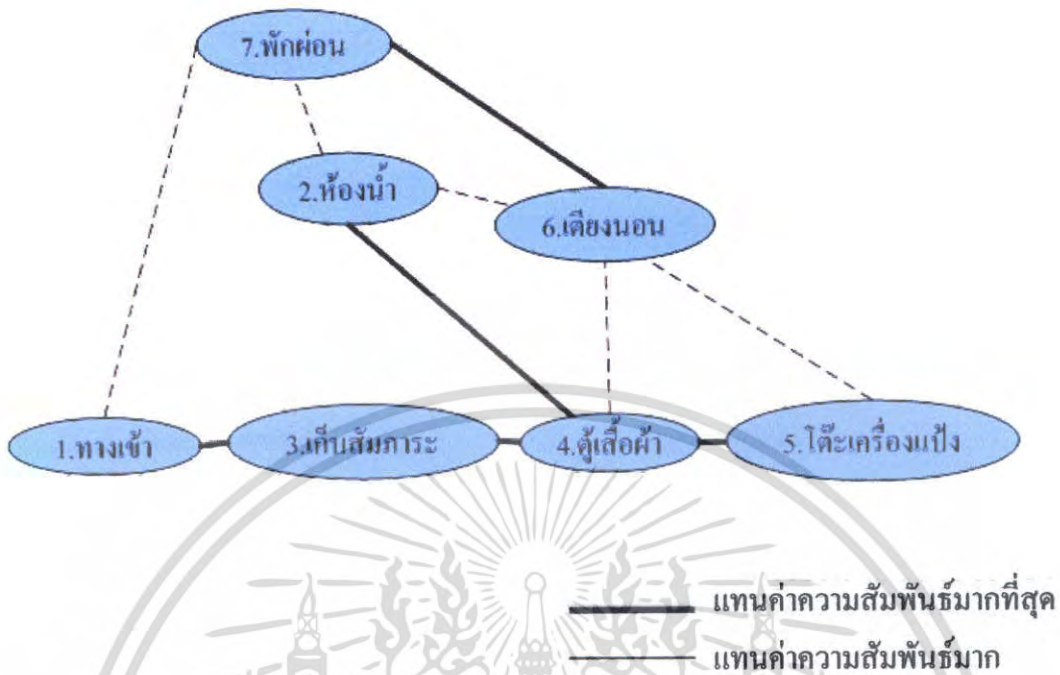 7.พักผ่อน
2.ห้องน้ำ
6.เตียงนอน
1.ทางเข้า
3.เก็บสัมภาระ
4.ตู้เสื้อผ้า
5.โต๊ะเครื่องแป้ง
แทนค่าความสัมพันธ์มากที่สุด
แทนค่าความสัมพันธ์มาก